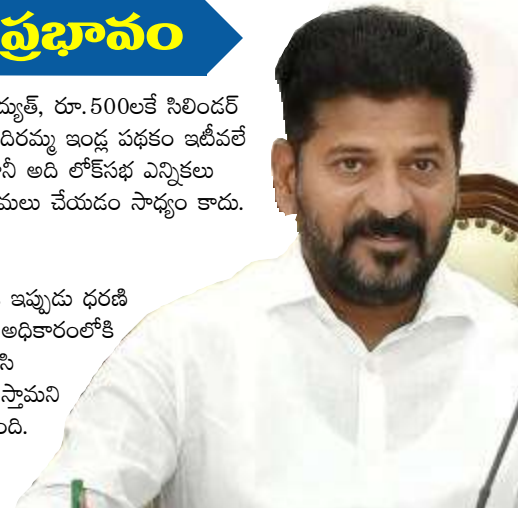 ప్రభావం
ద్యుత్, రూ.500లకే సిలిండర్
దిరమ్మ ఇండ్ల పథకం ఇటీవలే
నీ అది లోక్‌సభ ఎన్నికలు
మలు చేయడం సాధ్యం కాదు.
ఇప్పుడు ధరణి
అధికారంలోకి
సి
స్తామని
ంది.